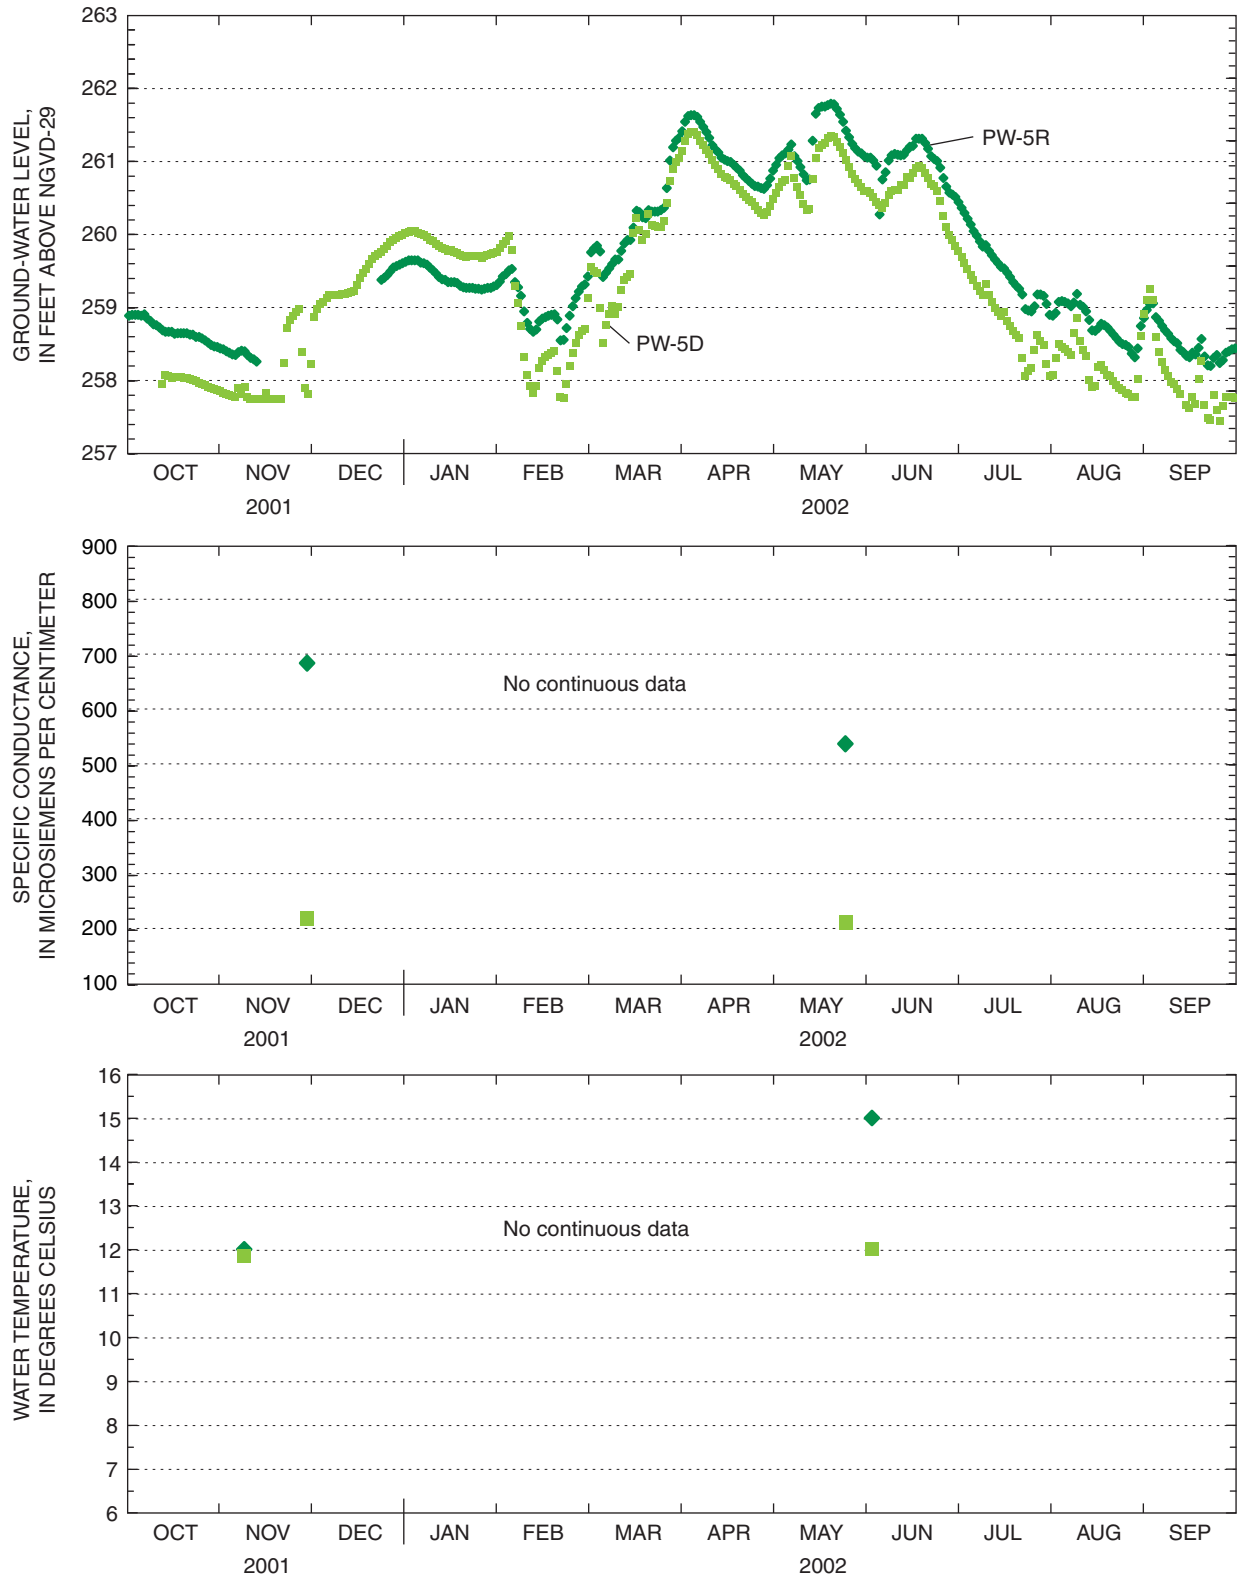 263
262
261
260
259
258
257
GROUND-WATER LEVEL,
IN FEET ABOVE NGVD-29
PW-5R
PW-5D
OCT NOV DEC JAN FEB MAR APR MAY JUN JUL AUG SEP
2001 2002
900
800
700
600
500
400
300
200
100
SPECIFIC CONDUCTANCE,
IN MICROSIEMENS PER CENTIMETER
No continuous data
OCT NOV DEC JAN FEB MAR APR MAY JUN JUL AUG SEP
2001 2002
16
15
14
13
12
11
10
9
8
7
6
WATER TEMPERATURE,
IN DEGREES CELSIUS
No continuous data
OCT NOV DEC JAN FEB MAR APR MAY JUN JUL AUG SEP
2001 2002